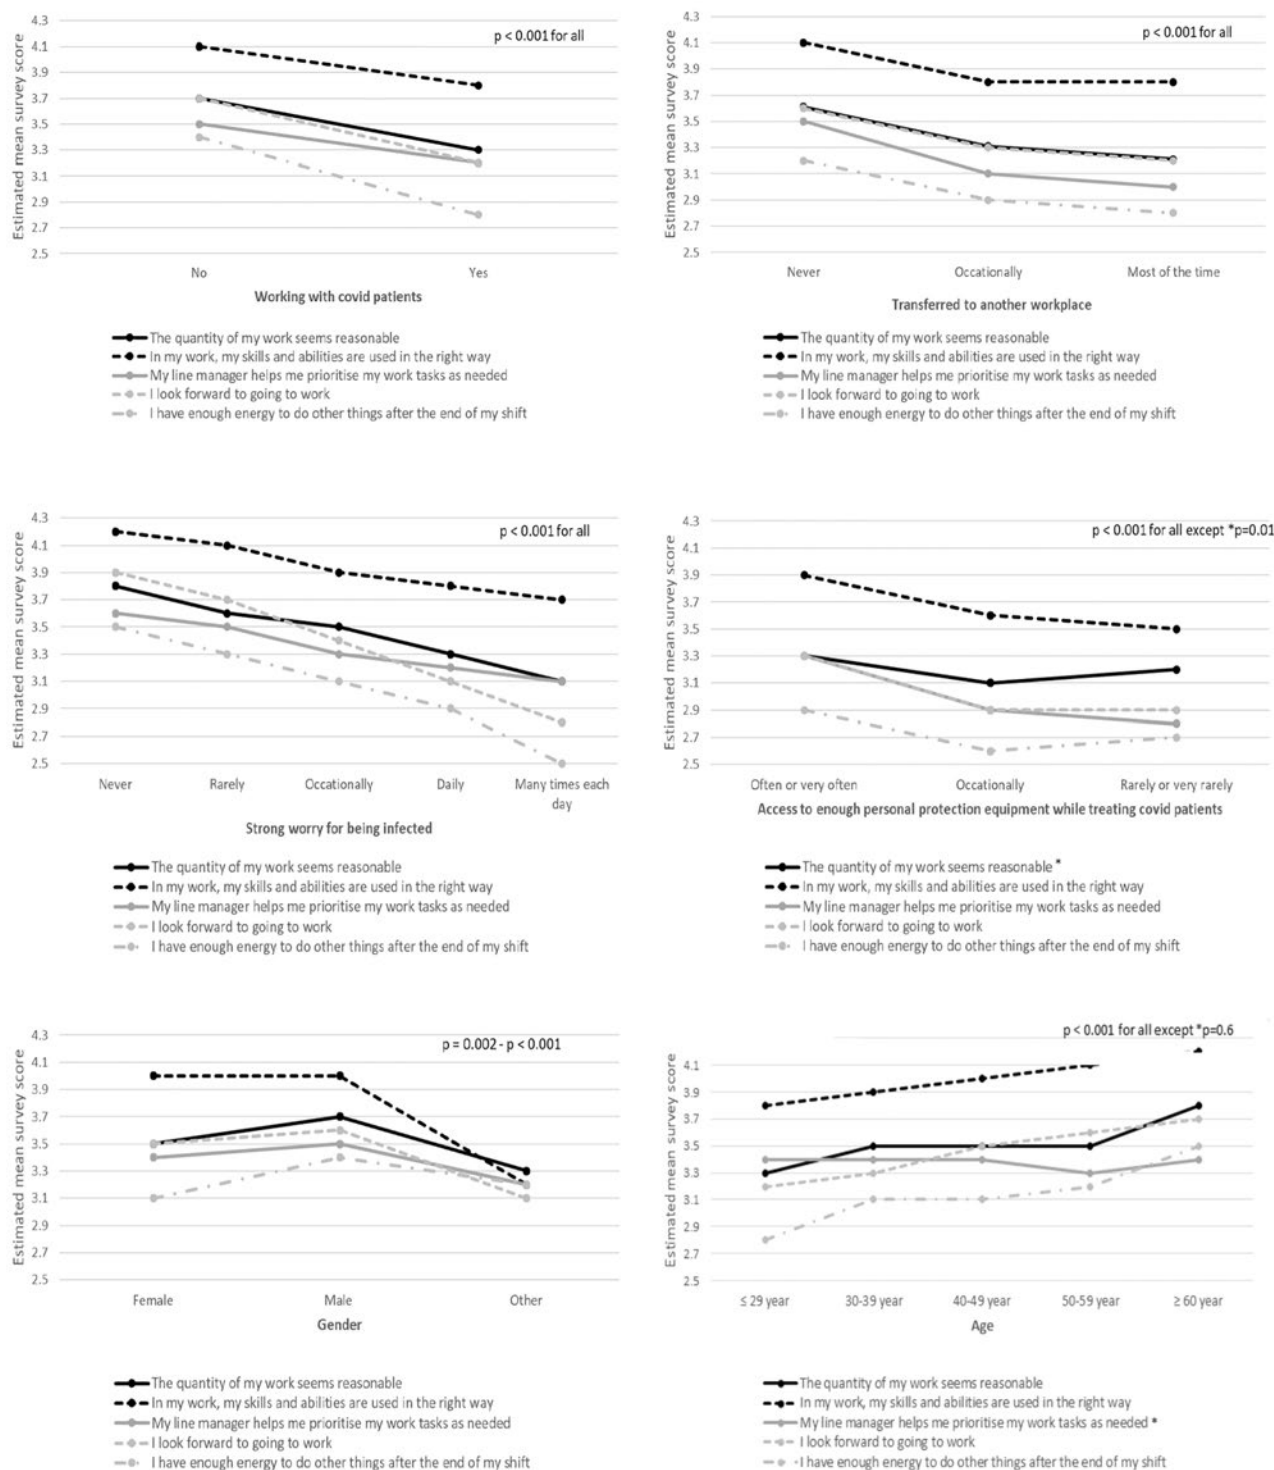 Estimated mean survey score
4.3
4.1
3.9
3.7
3.5
3.3
3.1
2.9
2.7
2.5
p < 0.001 for all
No
Yes
Working with covid patients
The quantity of my work seems reasonable
In my work, my skills and abilities are used in the right way
My line manager helps me prioritise my work tasks as needed
I look forward to going to work
I have enough energy to do other things after the end of my shift
Estimated mean survey score
4.3
4.1
3.9
3.7
3.5
3.3
3.1
2.9
2.7
2.5
p < 0.001 for all
Never
Occationally
Most of the time
Transferred to another workplace
The quantity of my work seems reasonable
In my work, my skills and abilities are used in the right way
My line manager helps me prioritise my work tasks as needed
I look forward to going to work
I have enough energy to do other things after the end of my shift
Estimated mean survey score
4.3
4.1
3.9
3.7
3.5
3.3
3.1
2.9
2.7
2.5
p < 0.001 for all
Never
Rarely
Occationally
Daily
Many times each
day
Strong worry for being infected
The quantity of my work seems reasonable
In my work, my skills and abilities are used in the right way
My line manager helps me prioritise my work tasks as needed
I look forward to going to work
I have enough energy to do other things after the end of my shift
Estimated mean survey score
4.3
4.1
3.9
3.7
3.5
3.3
3.1
2.9
2.7
2.5
p < 0.001 for all except *p=0.01
Often or very often
Occationally
Rarely or very rarely
Access to enough personal protection equipment while treating covid patients
The quantity of my work seems reasonable *
In my work, my skills and abilities are used in the right way
My line manager helps me prioritise my work tasks as needed
I look forward to going to work
I have enough energy to do other things after the end of my shift
Estimated mean survey score
4.3
4.1
3.9
3.7
3.5
3.3
3.1
2.9
2.7
2.5
p = 0.002 - p < 0.001
Female
Male
Other
Gender
The quantity of my work seems reasonable
In my work, my skills and abilities are used in the right way
My line manager helps me prioritise my work tasks as needed
I look forward to going to work
I have enough energy to do other things after the end of my shift
Estimated mean survey score
4.1
3.9
3.7
3.5
3.3
3.1
2.9
2.7
2.5
p < 0.001 for all except *p=0.6
≤ 29 year
30-39 year
40-49 year
50-59 year
≥ 60 year
Age
The quantity of my work seems reasonable
In my work, my skills and abilities are used in the right way
My line manager helps me prioritise my work tasks as needed *
I look forward to going to work
I have enough energy to do other things after the end of my shift